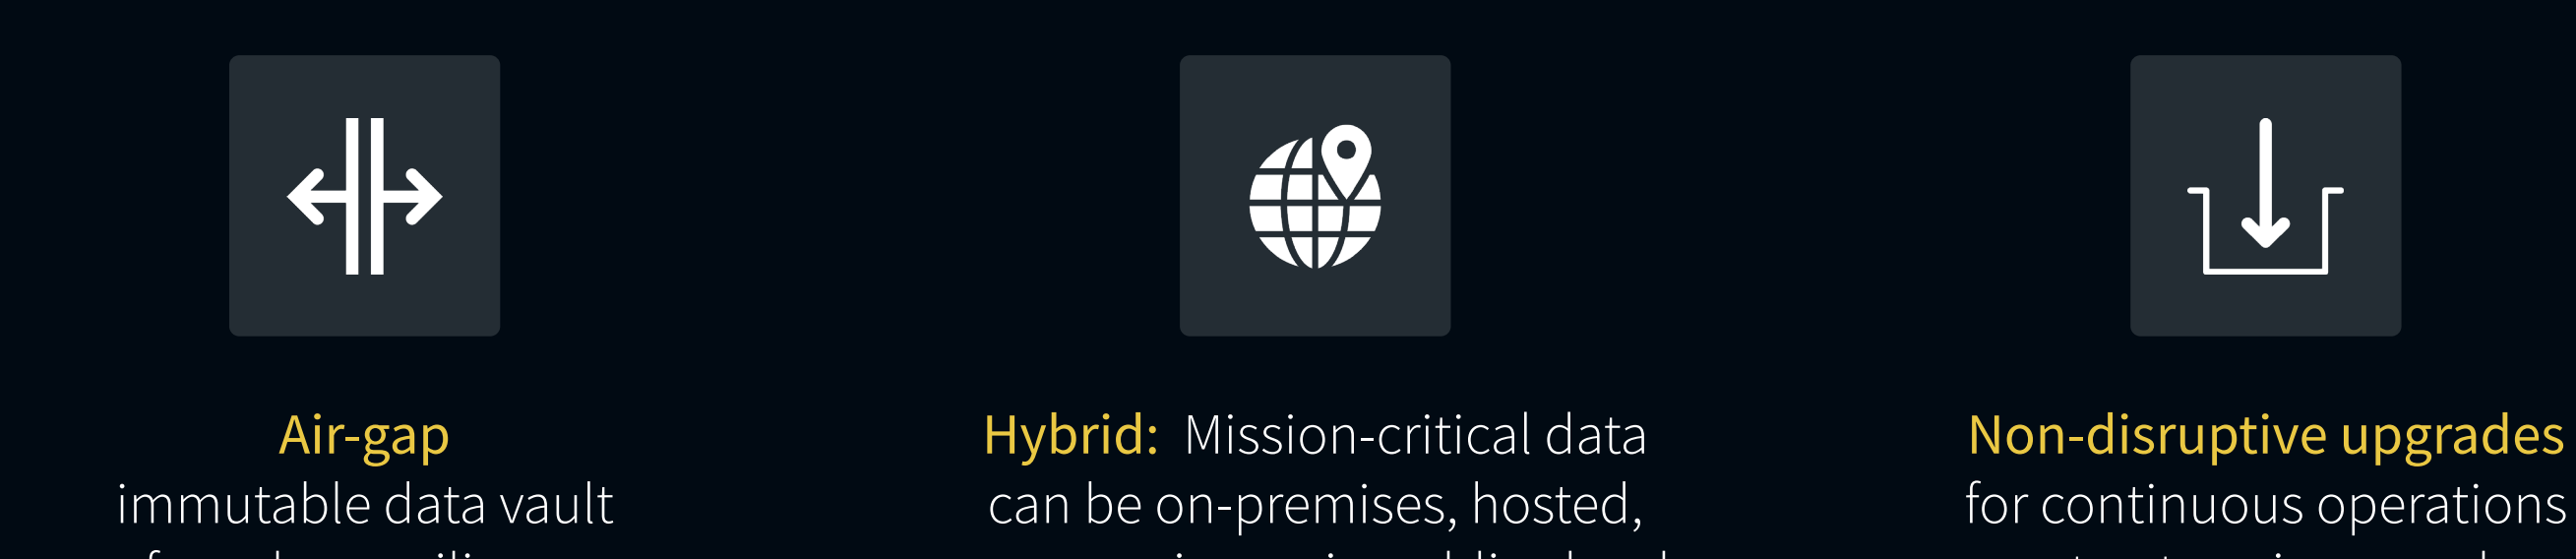 Air-gap
immutable data vault
Hybrid: Mission-critical data
can be on-premises, hosted,
Non-disruptive upgrades
for continuous operations